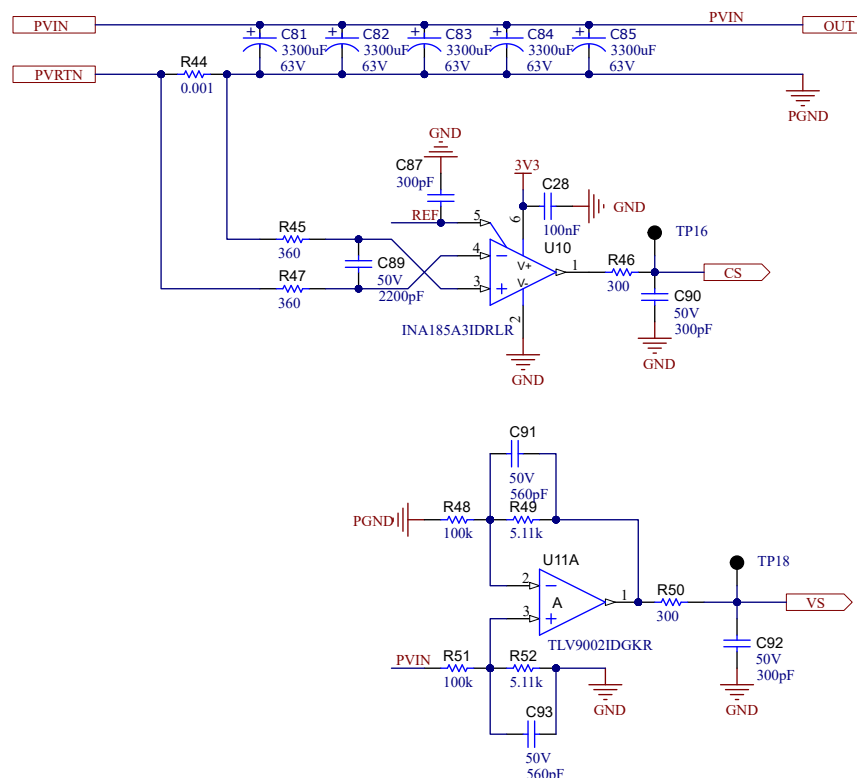 PVIN
PVIN
OUT
C81
3300uF
63V
C82
3300uF
63V
C83
3300uF
63V
C84
3300uF
63V
C85
3300uF
63V
PVRTN
R44
0.001
PGND
GND
C87
300pF
REF
5
3V3
6
C28
100nF
GND
U10
R45
360
C89
50V
2200pF
R47
360
4
3
V+
V-
1
2
INA185A3IDRLR
GND
R46
300
TP16
CS
C90
50V
300pF
GND
C91
50V
560pF
PGND
R48
100k
R49
5.11k
U11A
2
3
A
1
TLV9002IDGKR
R50
300
TP18
VS
C92
50V
300pF
GND
PVIN
R51
100k
R52
5.11k
GND
C93
50V
560pF